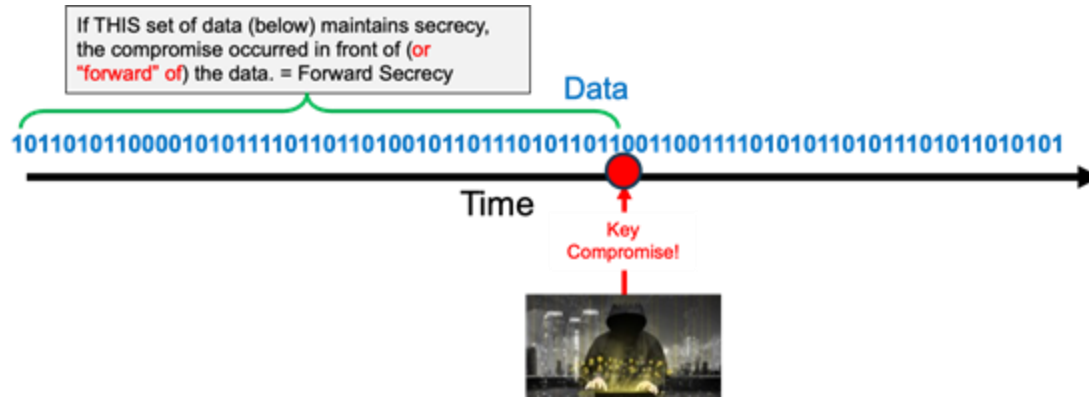 If THIS set of data (below) maintains secrecy,
the compromise occurred in front of (or
“forward” of) the data. = Forward Secrecy
Data
1011010110000101011110110110100101101110101101100110011110101011010111010110110101
Time
Key
Compromise!